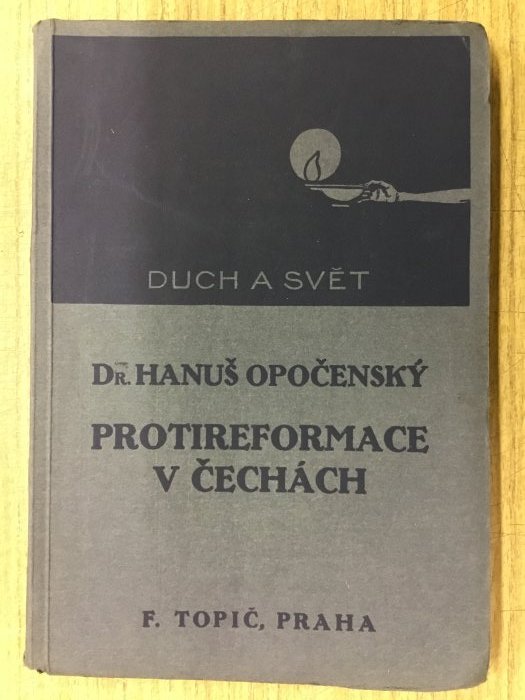 DUCH A SVĚT
DR. HANUŠ OPOČENSKÝ
PROTIREFORMACE
V ČECHÁCH
F. TOPIČ, PRAHA